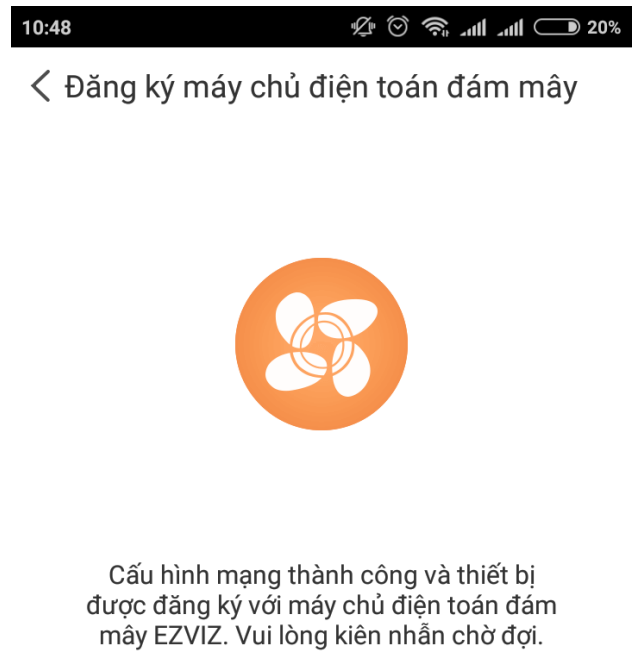 10:48 20%
Đăng ký máy chủ điện toán đám mây
Cấu hình mạng thành công và thiết bị
được đăng ký với máy chủ điện toán đám
mây EZVIZ. Vui lòng kiên nhẫn chờ đợi.